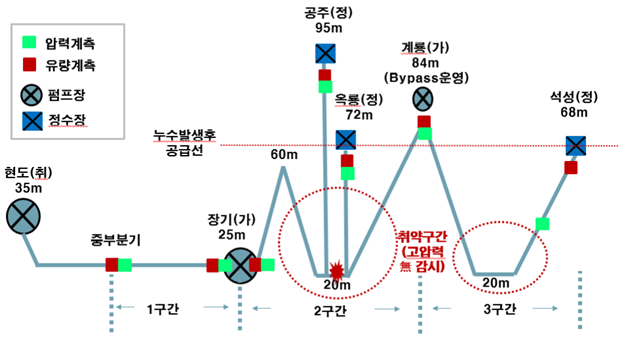 압력계측
유량계측
펌프장
정수장
공주(정)
95m
계룡(가)
84m
(Bypass운영)
옥룡(정)
72m
석성(정)
68m
누수발생후
공급선
60m
현도(취)
35m
장기(가)
25m
중부분기
취약구간
(고압력
無 감시)
20m
20m
1구간
2구간
3구간